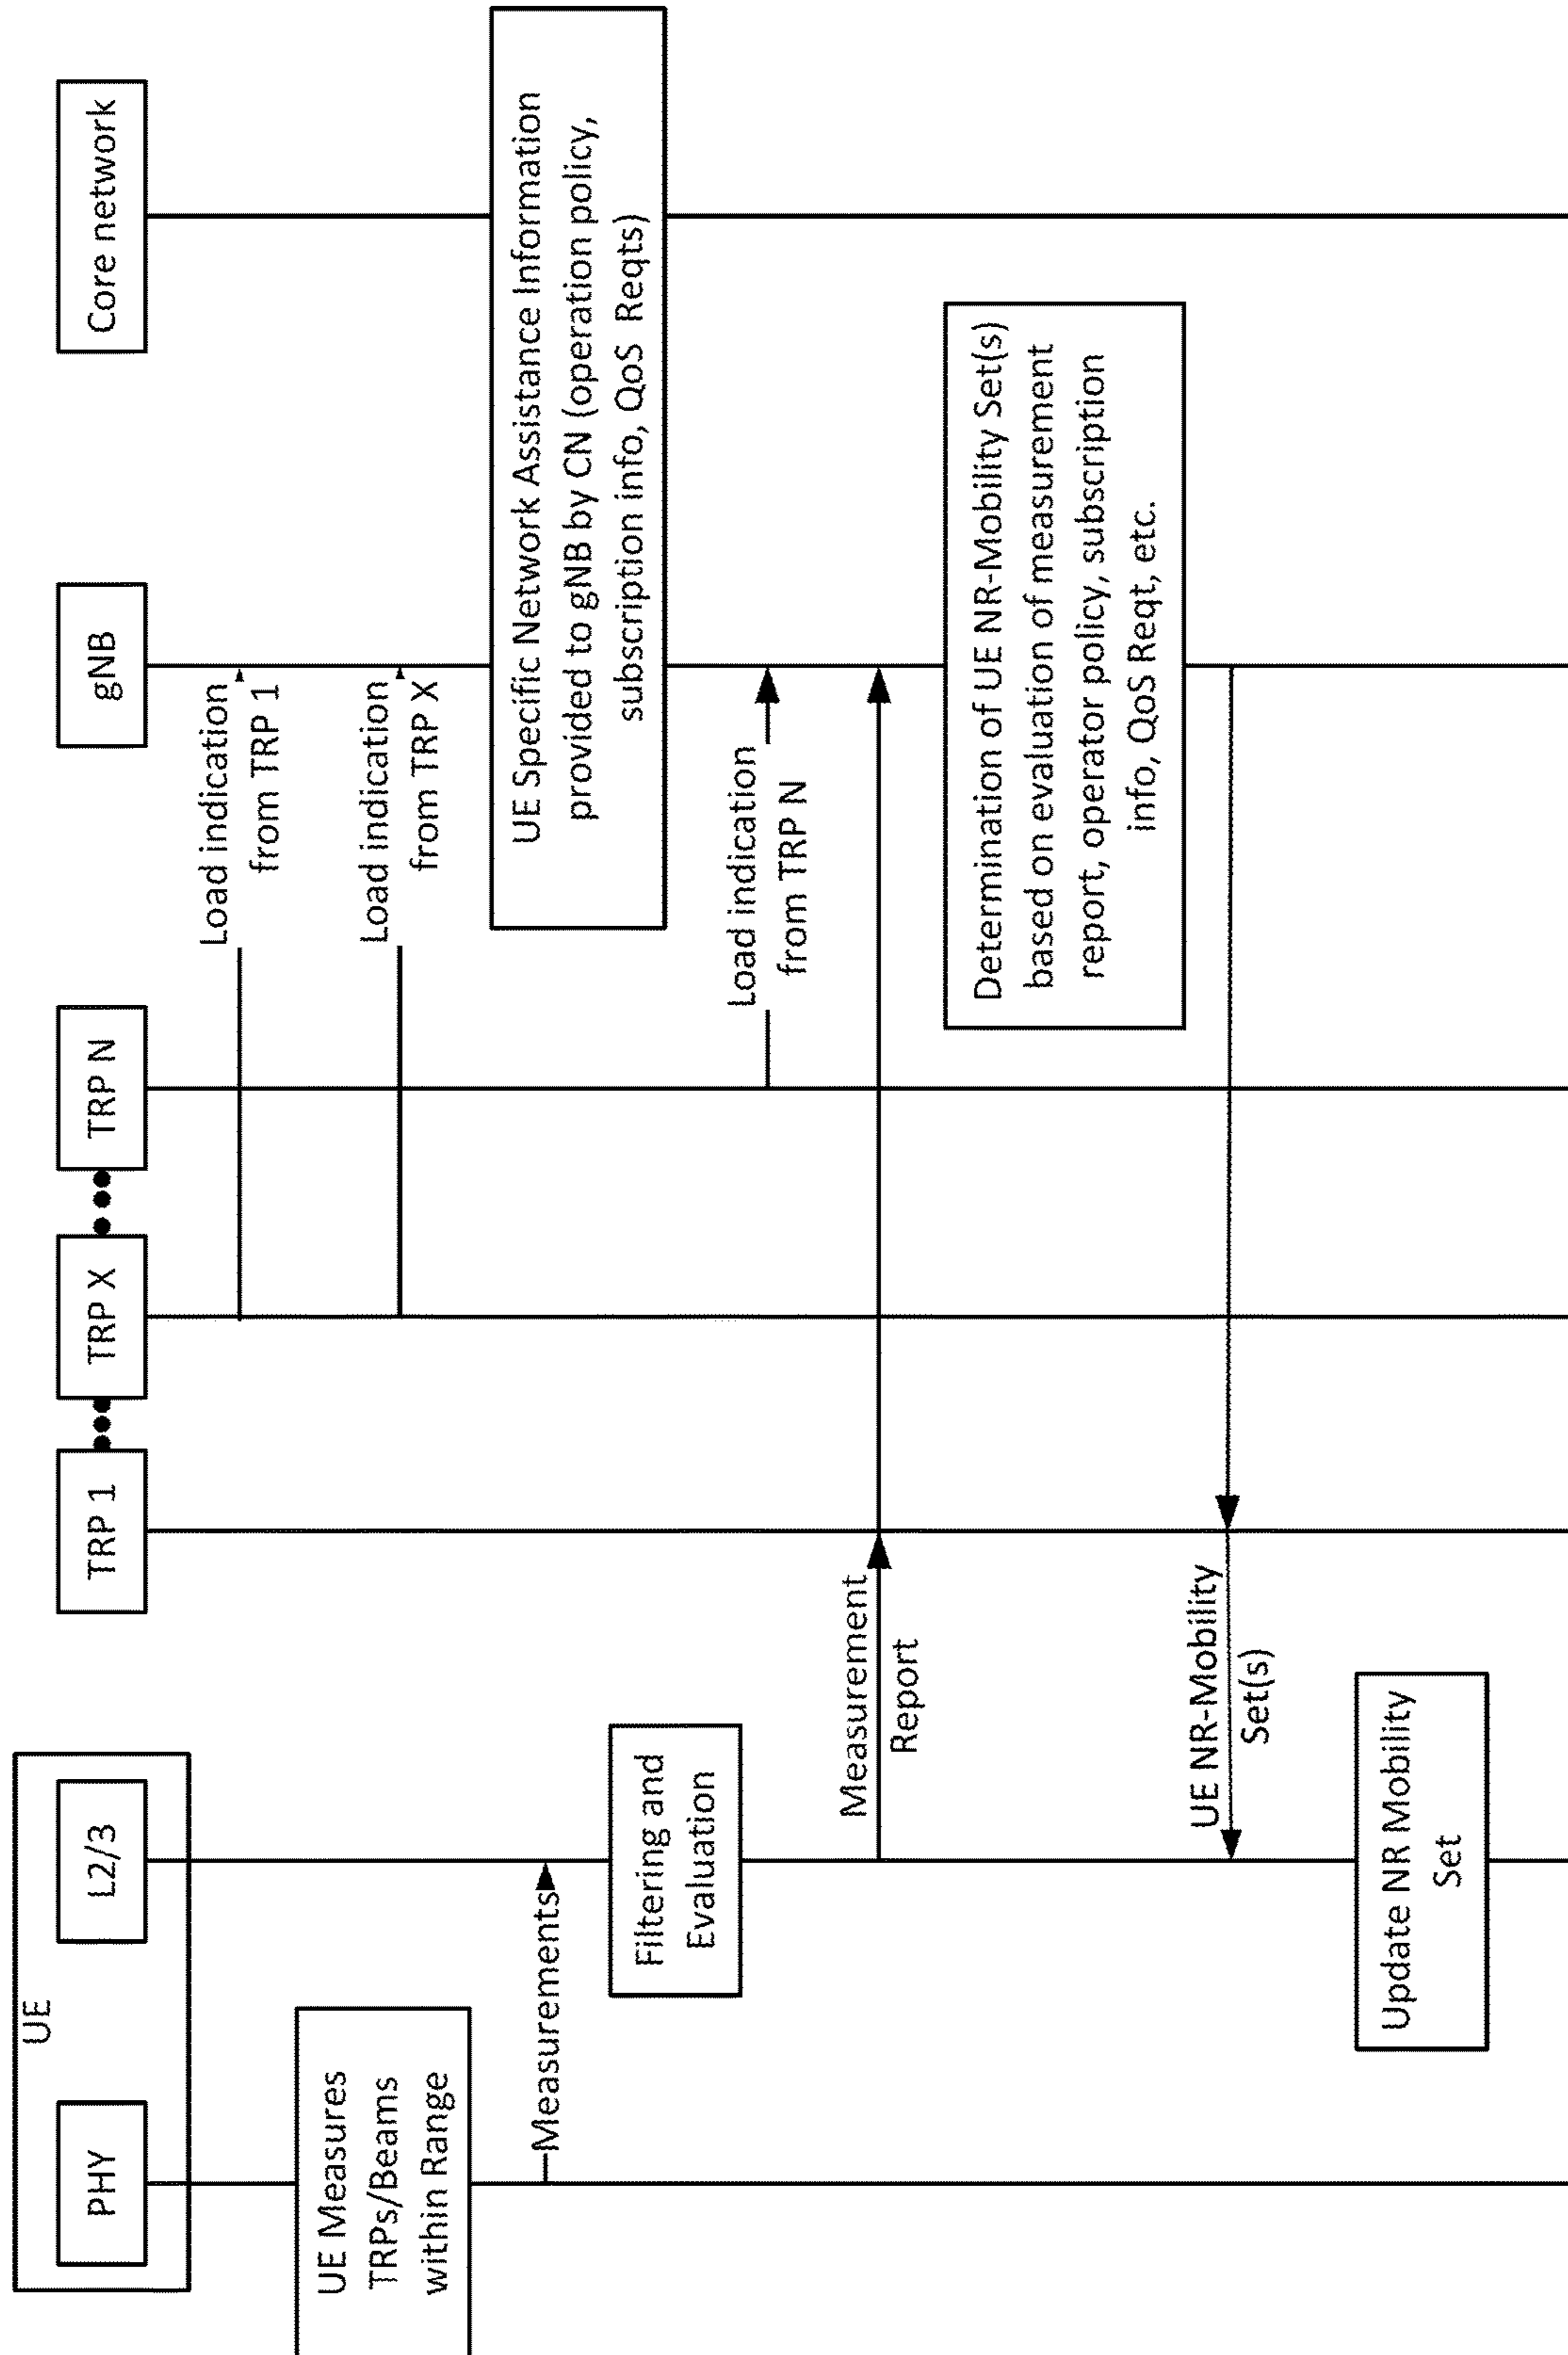 UE
PHY
L2/3
TRP 1
TRP X
TRP N
gNB
Core network
Load indication
from TRP 1
UE Measures
TRPs/Beams
within Range
Load indication
from TRP X
UE Specific Network Assistance Information
provided to gNB by CN (operation policy,
subscription info, QoS Reqts)
Measurements
Filtering and
Evaluation
Load indication
from TRP N
Measurement
Report
Determination of UE NR-Mobility Set(s)
based on evaluation of measurement
report, operator policy, subscription
info, QoS Reqt, etc.
UE NR-Mobility
Set(s)
Update NR Mobility
Set